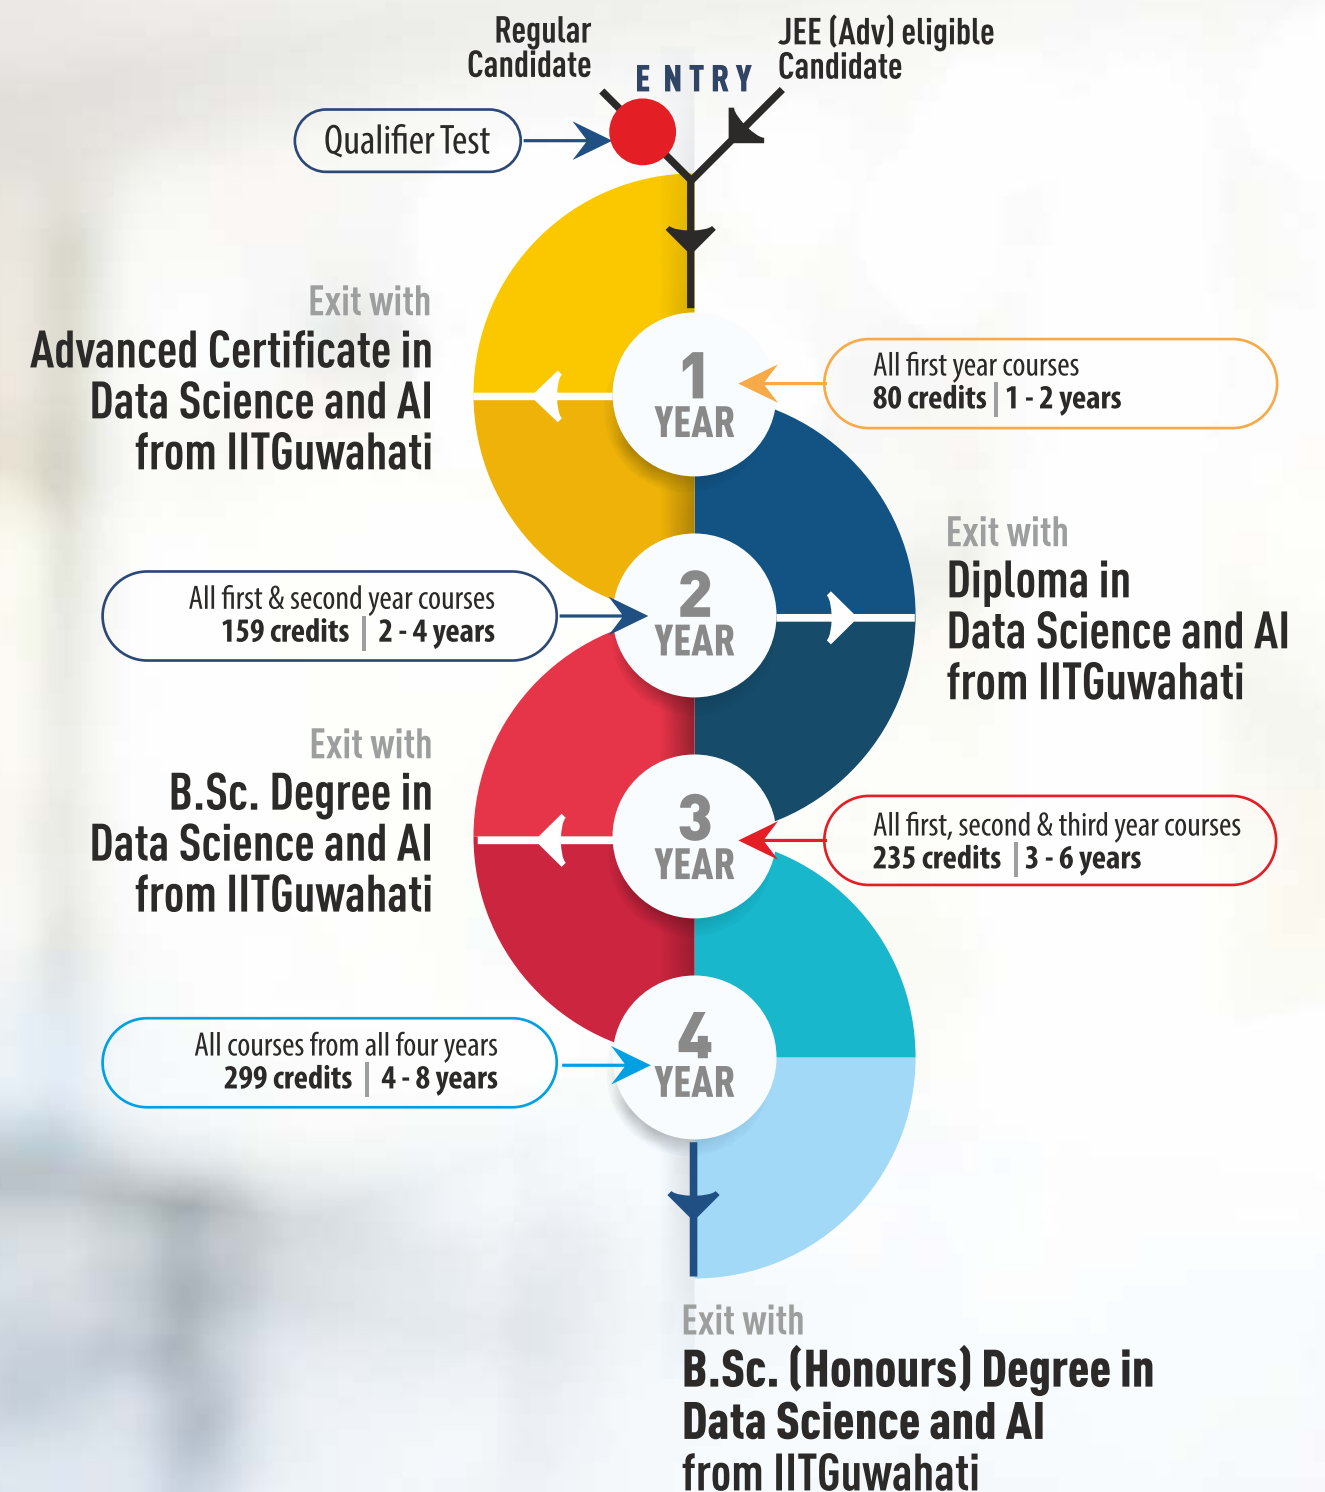 Regular
Candidate
ENTRY
JEE (Adv) eligible
Candidate
Qualifier Test
Exit with
Advanced Certificate in
Data Science and AI
from IITGuwahati
1
YEAR
All first year courses
80 credits | 1 - 2 years
Exit with
Diploma in
Data Science and AI
from IITGuwahati
2
YEAR
All first & second year courses
159 credits | 2 - 4 years
Exit with
B.Sc. Degree in
Data Science and AI
from IITGuwahati
3
YEAR
All first, second & third year courses
235 credits | 3 - 6 years
All courses from all four years
299 credits | 4 - 8 years
4
YEAR
Exit with
B.Sc. (Honours) Degree in
Data Science and AI
from IITGuwahati